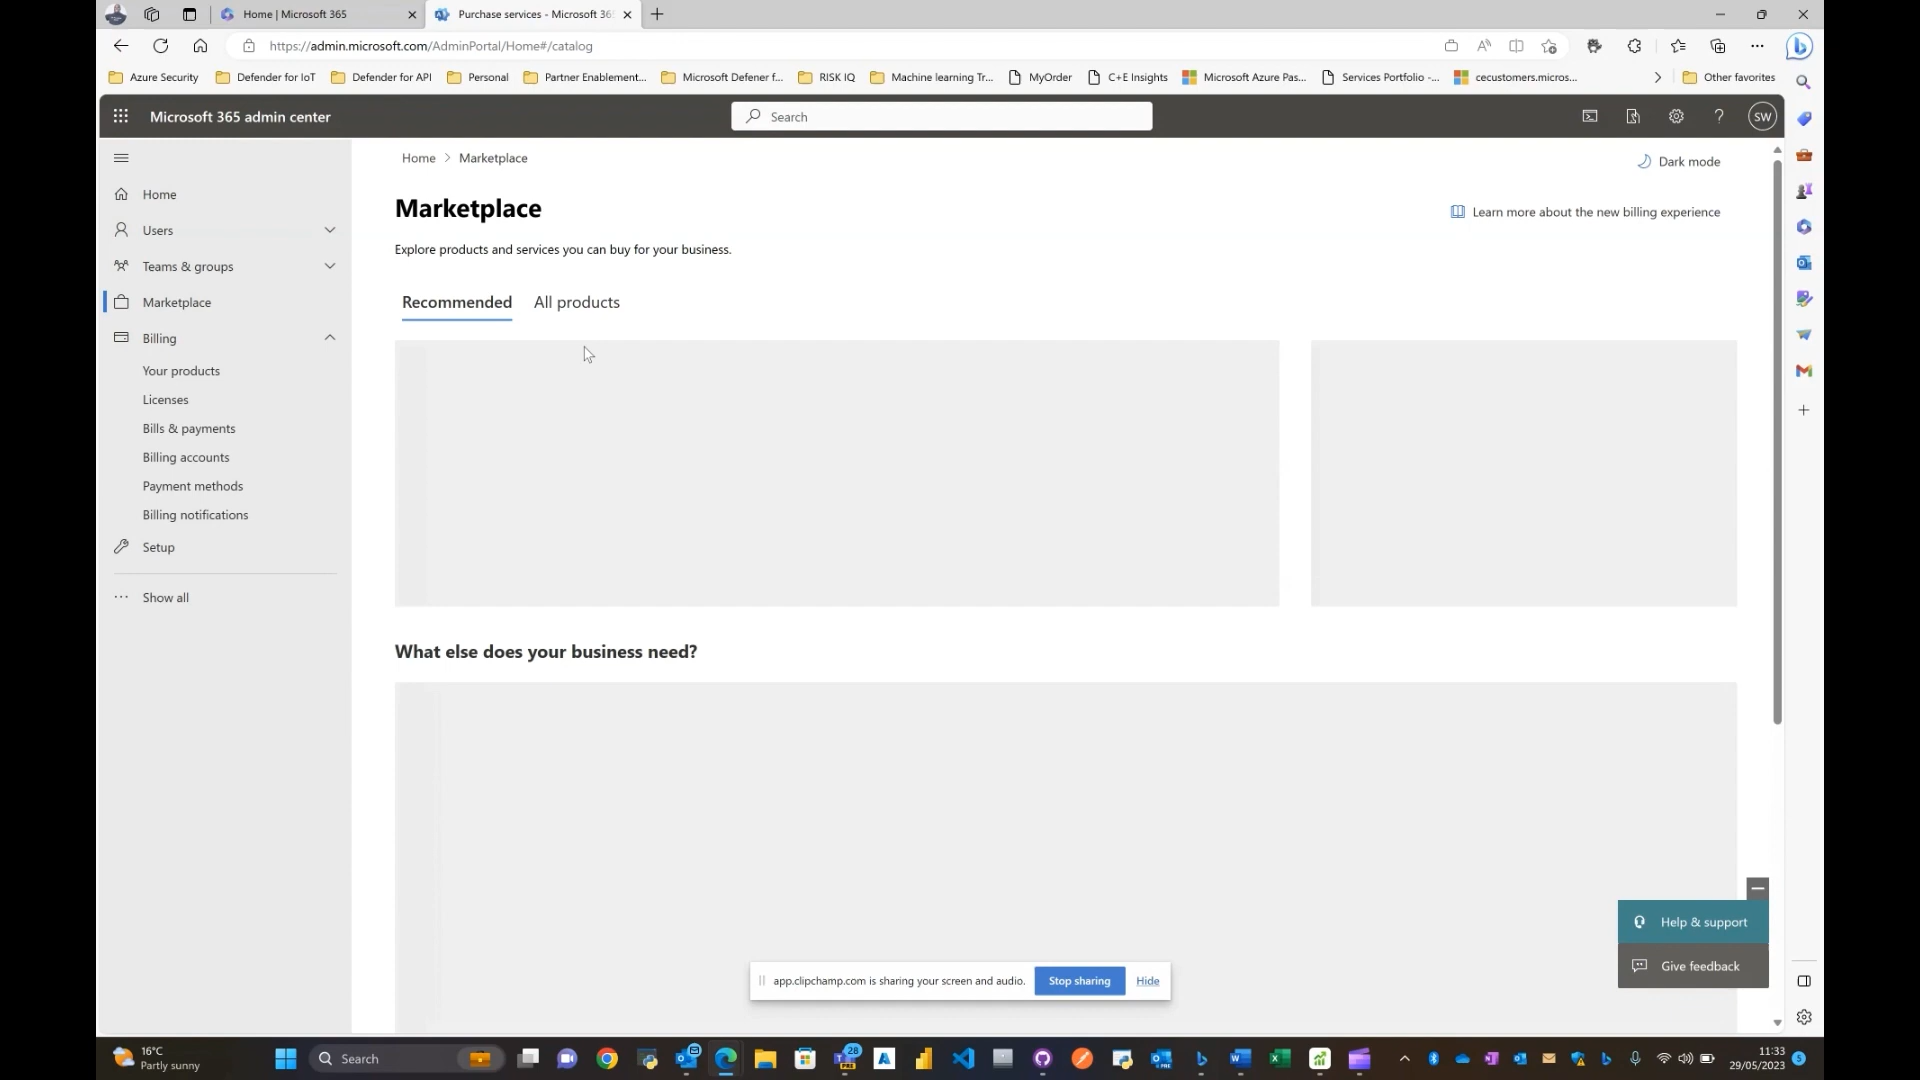 Home | Microsoft 365
Purchase services - Microsoft 36
https://admin.microsoft.com/AdminPortal/Home#/catalog
Azure Security
Defender for IoT
Defender for API
Personal
Partner Enablement...
Microsoft Defener f...
RISK IQ
Machine learning Tr...
MyOrder
C+E Insights
Microsoft Azure Pas...
Services Portfolio -...
cecustomers.micros...
Other favorites
Microsoft 365 admin center
Search
SW
Home
Users
Teams & groups
Marketplace
Billing
Your products
Licenses
Bills & payments
Billing accounts
Payment methods
Billing notifications
Setup
Show all
Home > Marketplace
Dark mode
Marketplace
Learn more about the new billing experience
Explore products and services you can buy for your business.
Recommended
All products
What else does your business need?
Help & support
Give feedback
app.clipchamp.com is sharing your screen and audio.
Stop sharing
Hide
16°C
Partly sunny
Search
28
PRE
11:33
29/05/2023
5